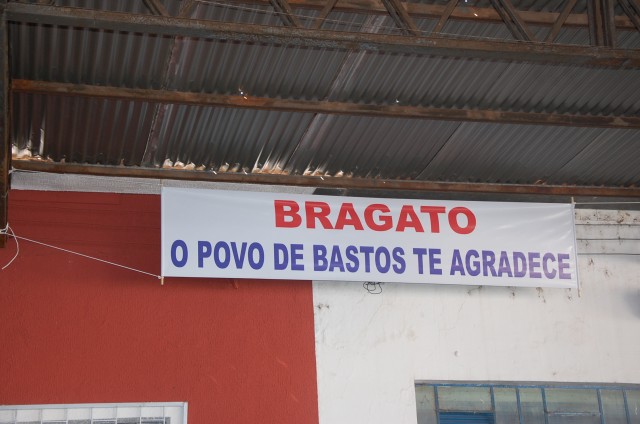 BRAGATO
O POVO DE BASTOS TE AGRADECE